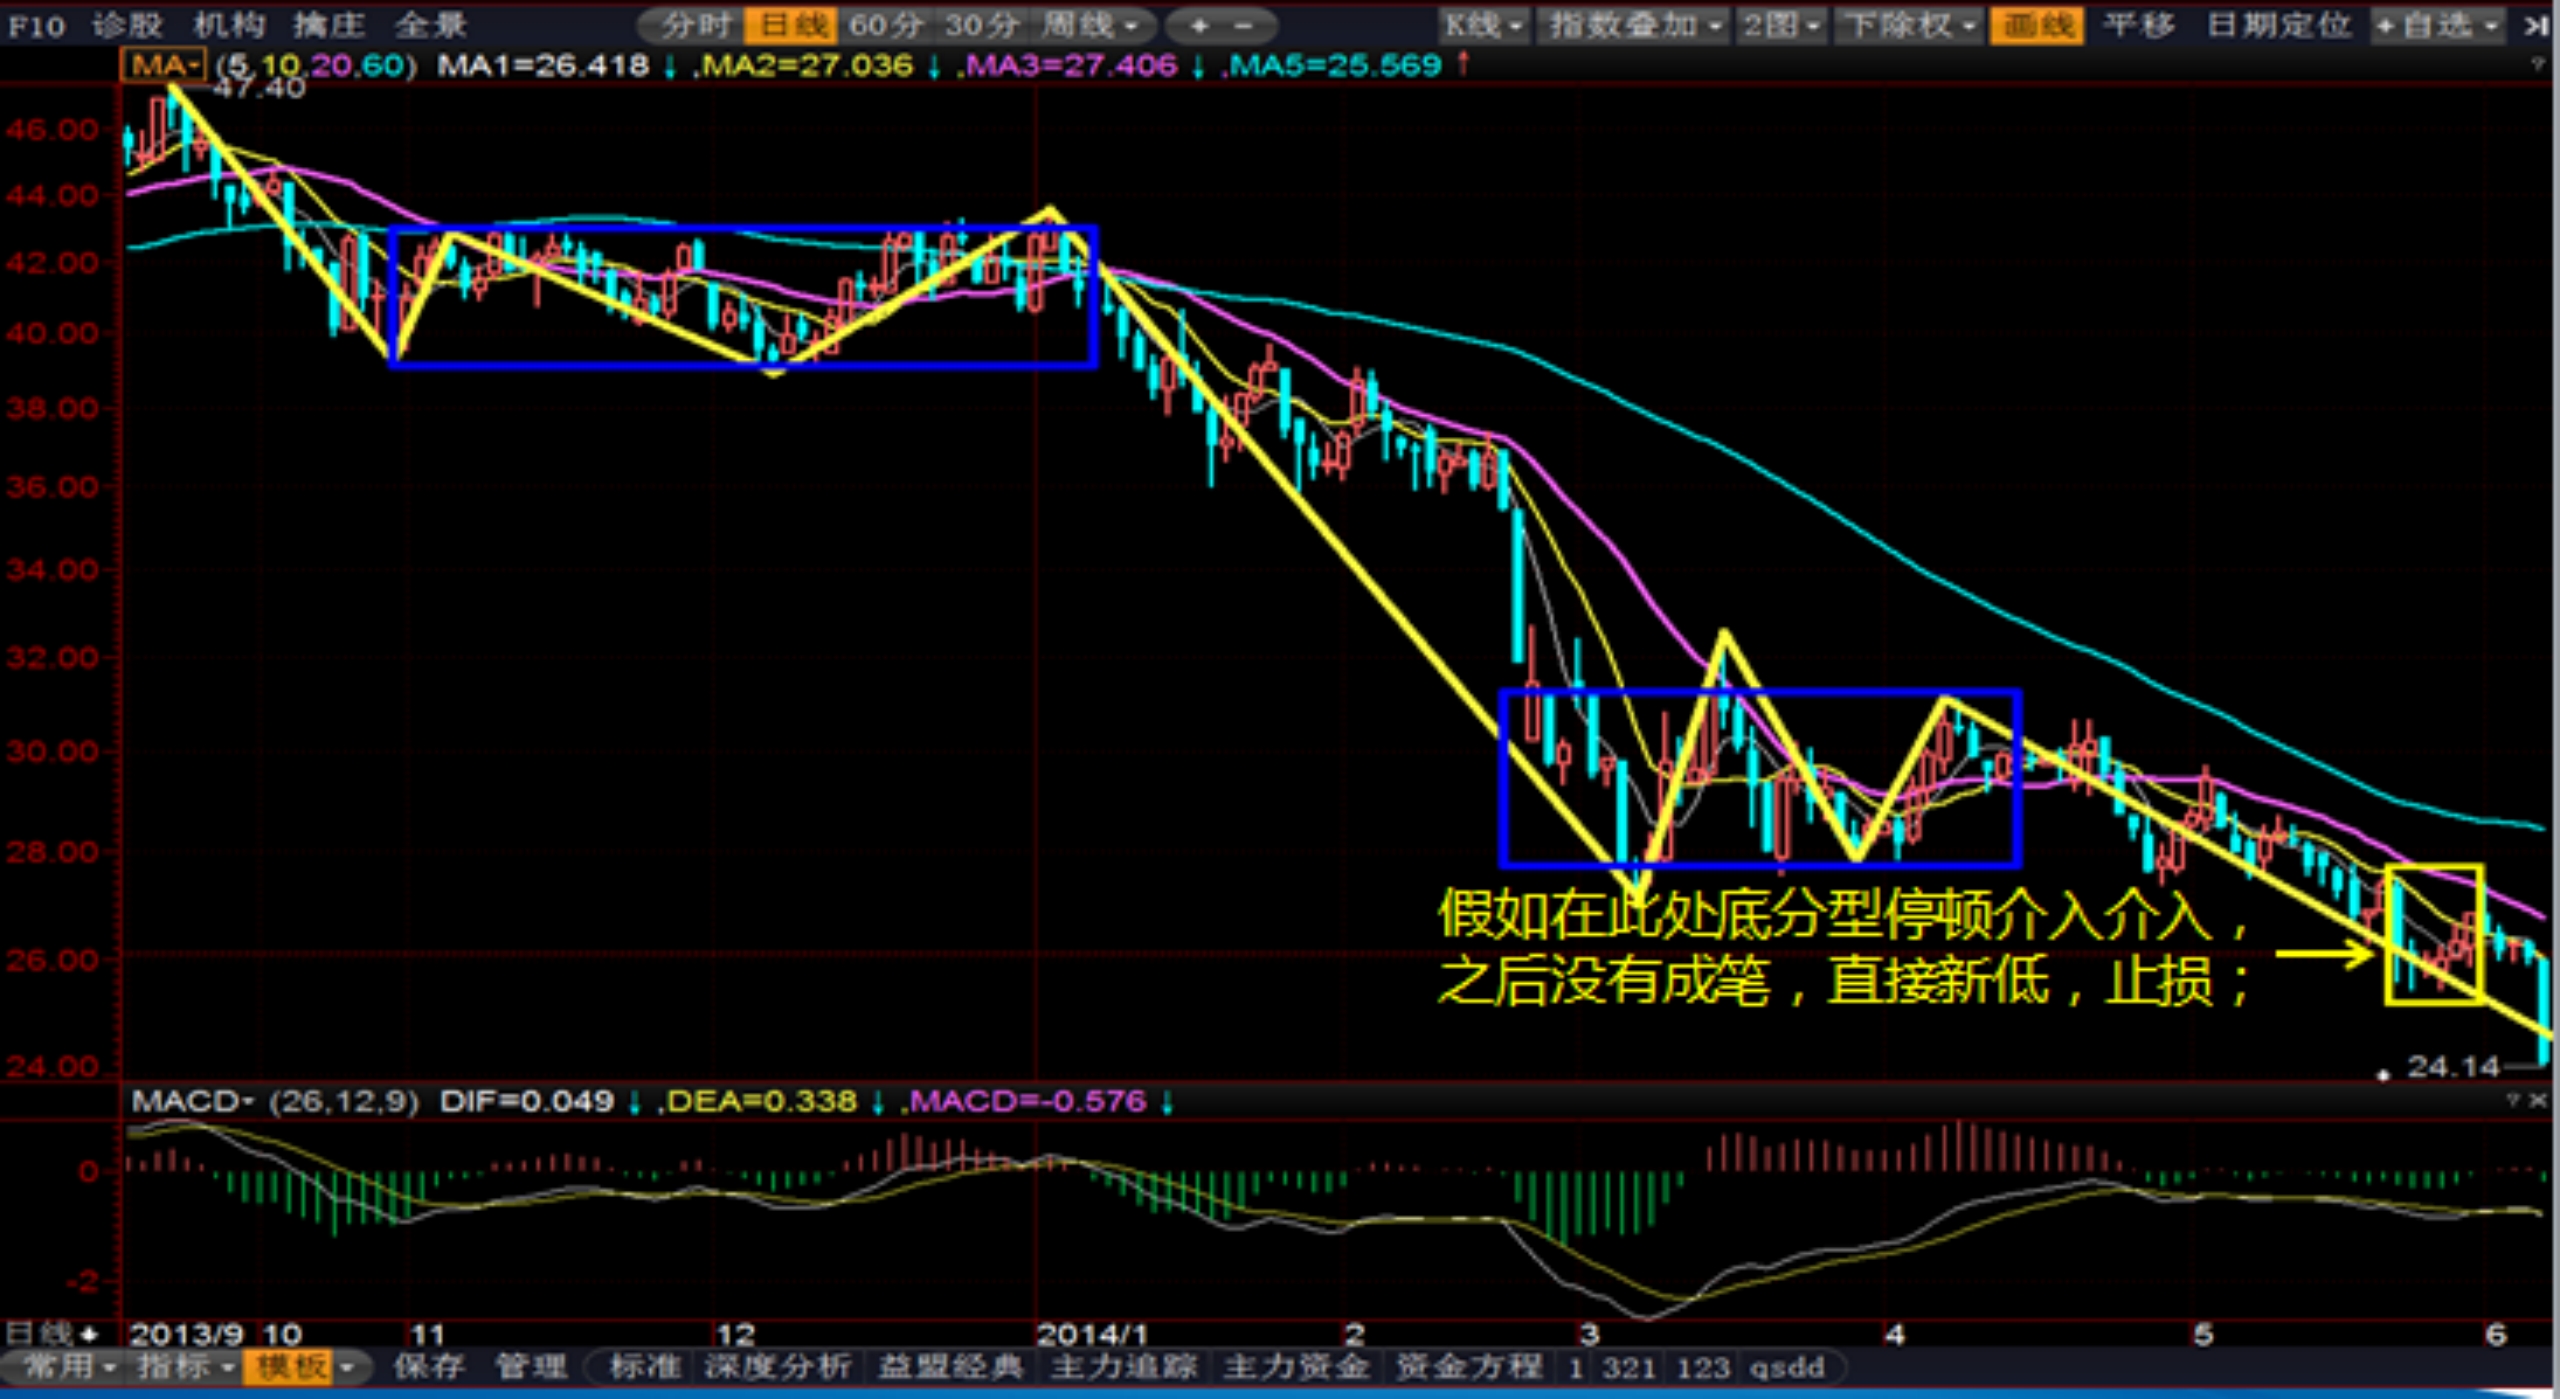 F10 诊股 机构 擒庄 全景 分时 日线 60分 30分 周线 + - K线 指数叠加 2图 下除权 画线 平移 日期定位 +自选
MA (5,10,20,60) MA1=26.418 ↓ ,MA2=27.036 ↓ ,MA3=27.406 ↓ ,MA5=25.569 ↑ ?
47.40
46.00
44.00
42.00
40.00
38.00
36.00
34.00
32.00
30.00
28.00
假如在此处底分型停顿介入介入，
26.00
之后没有成笔，直接新低，止损；
24.00
24.14
MACD (26,12,9) DIF=0.049 ↓ ,DEA=0.338 ↓ ,MACD=-0.576 ↓ ? ×
0
-2
日线 2013/9 10 11 12 2014/1 2 3 4 5 6
常用 指标 模板 保存 管理 标准 深度分析 益盟经典 主力追踪 主力资金 资金方程 1 321 123 qsdd